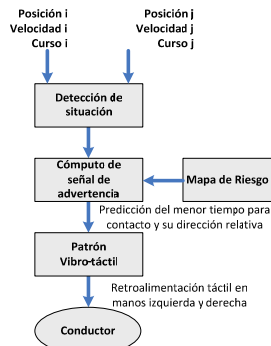 Posición i
Velocidad i
Curso i
Posición j
Velocidad j
Curso j
Detección de
situación
Cómputo de
señal de
advertencia
Mapa de Riesgo
Predicción del menor tiempo para
contacto y su dirección relativa
Patrón
Vibro-táctil
Retroalimentación táctil en
manos izquierda y derecha
Conductor